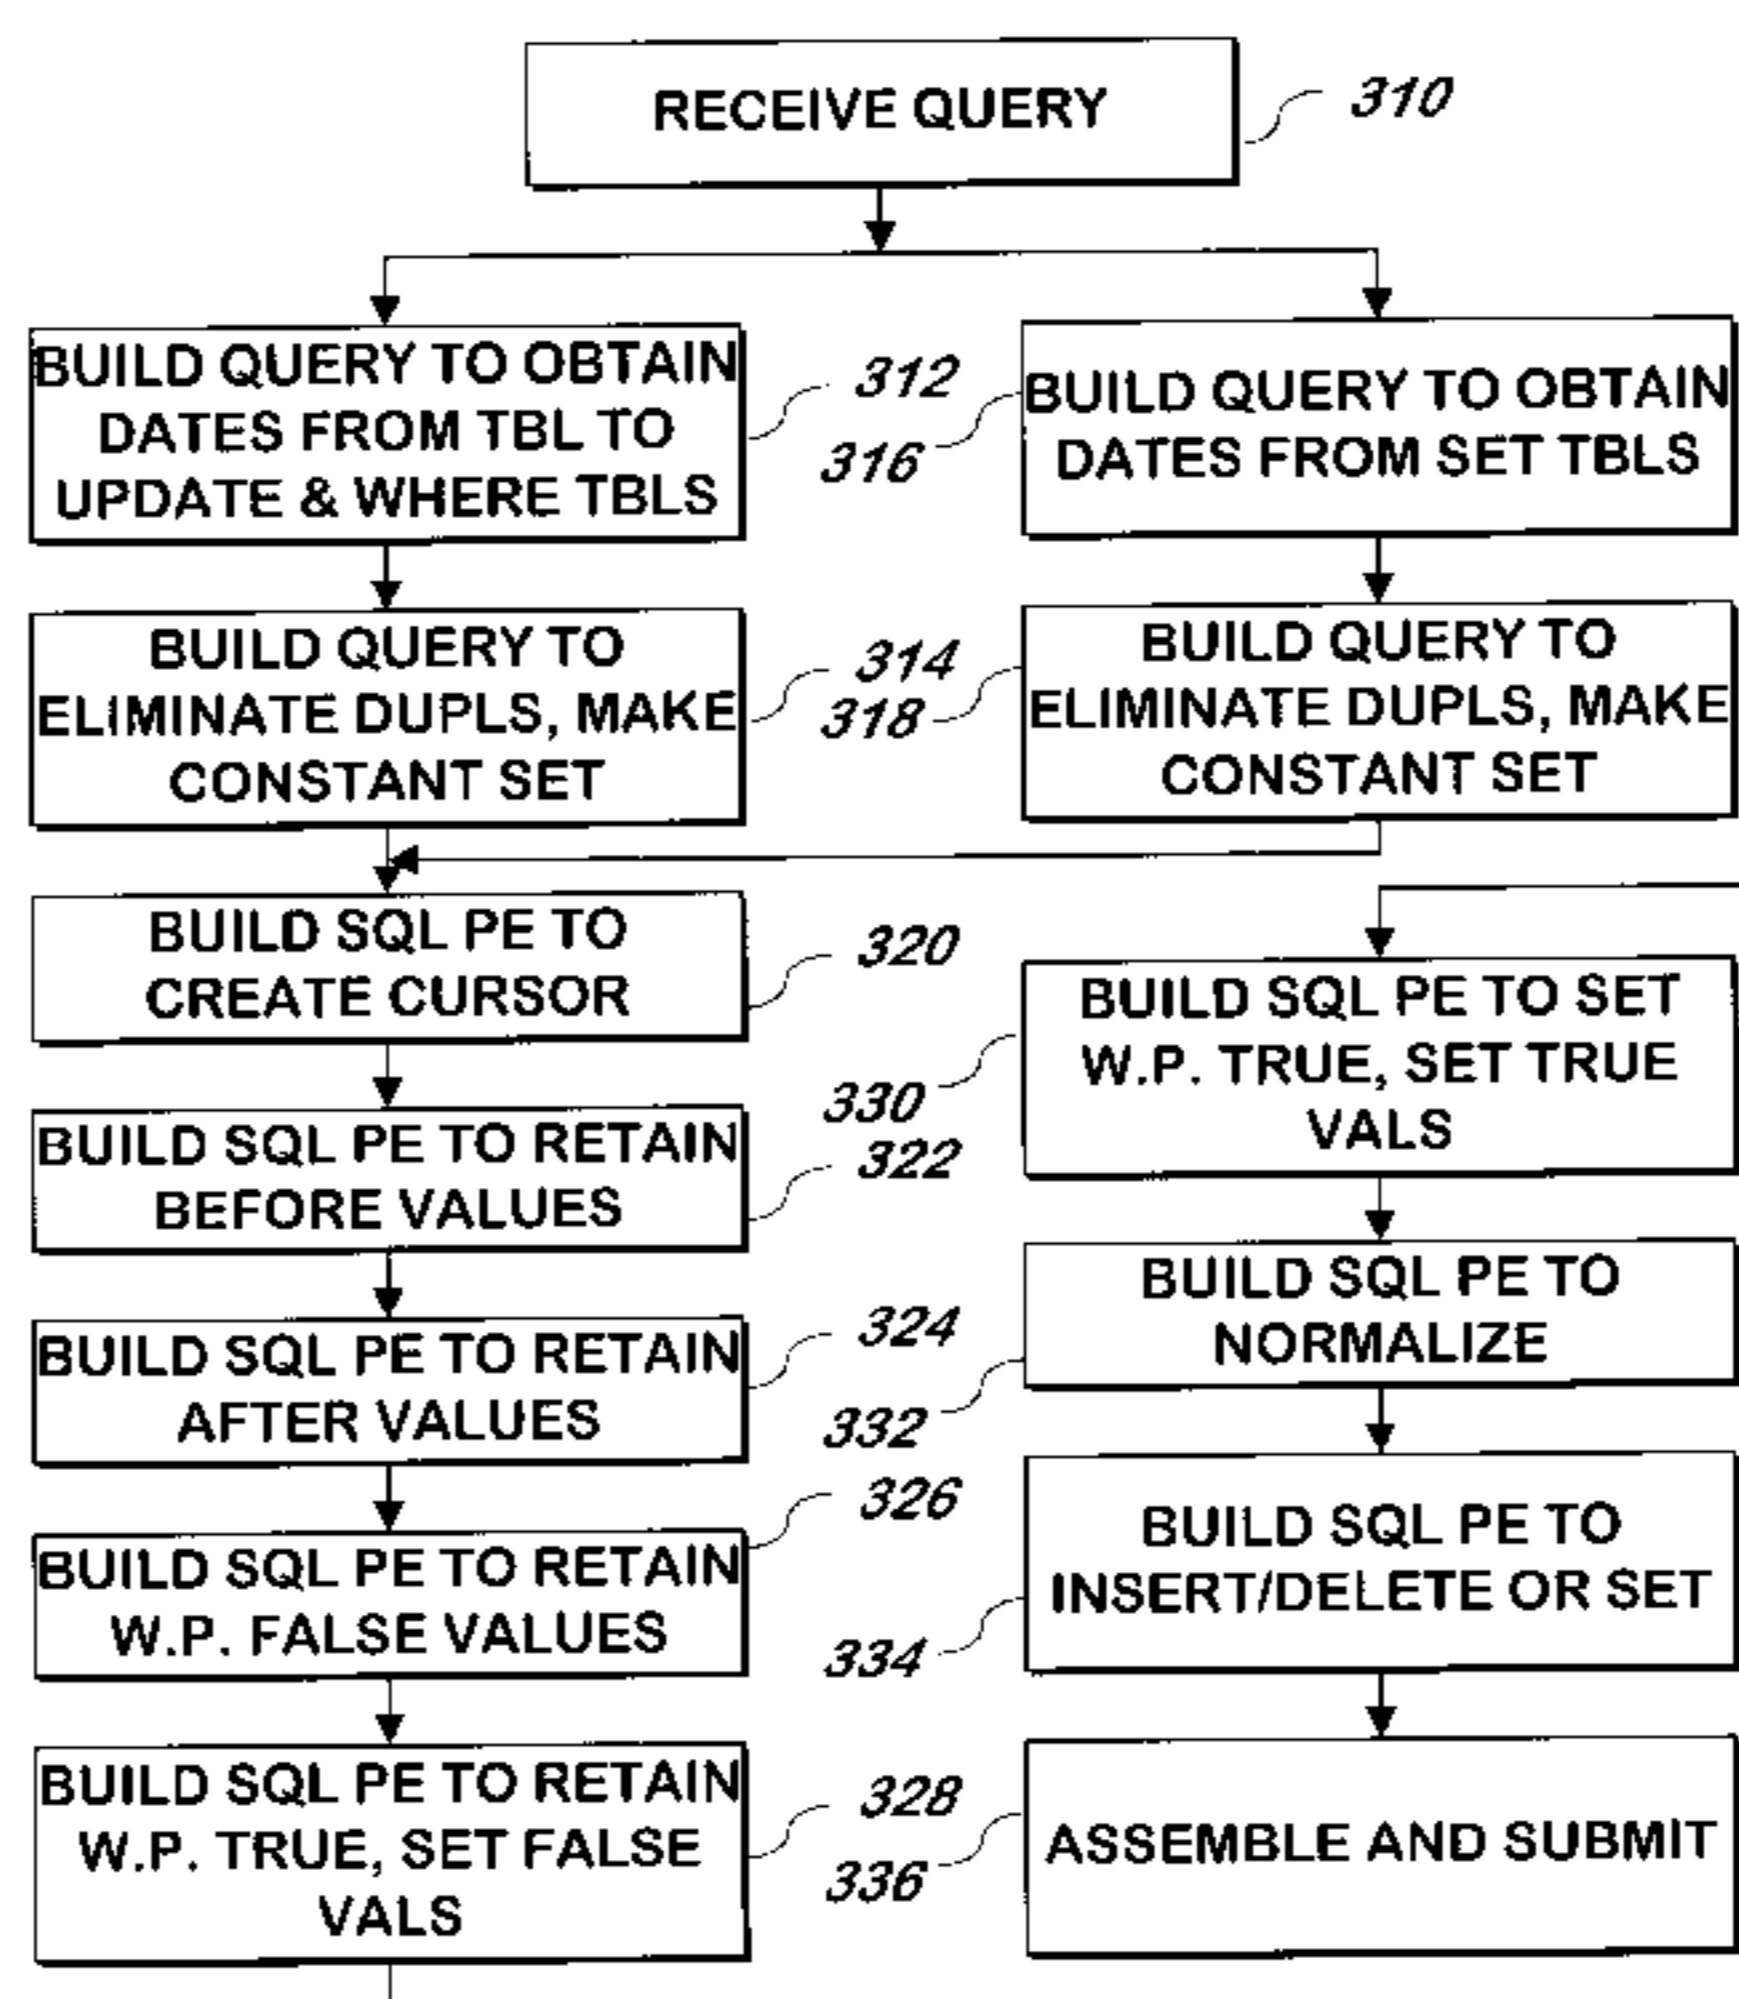 RECEIVE QUERY
310
BUILD QUERY TO OBTAIN
DATES FROM TBL TO
UPDATE & WHERE TBLS
312
316
BUILD QUERY TO OBTAIN
DATES FROM SET TBLS
BUILD QUERY TO
ELIMINATE DUPLS, MAKE
CONSTANT SET
314
318
BUILD QUERY TO
ELIMINATE DUPLS, MAKE
CONSTANT SET
BUILD SQL PE TO
CREATE CURSOR
320
BUILD SQL PE TO RETAIN
BEFORE VALUES
322
BUILD SQL PE TO RETAIN
AFTER VALUES
324
BUILD SQL PE TO RETAIN
W.P. FALSE VALUES
326
BUILD SQL PE TO RETAIN
W.P. TRUE, SET FALSE
VALS
328
330
BUILD SQL PE TO SET
W.P. TRUE, SET TRUE
VALS
332
BUILD SQL PE TO
NORMALIZE
334
BUILD SQL PE TO
INSERT/DELETE OR SET
336
ASSEMBLE AND SUBMIT